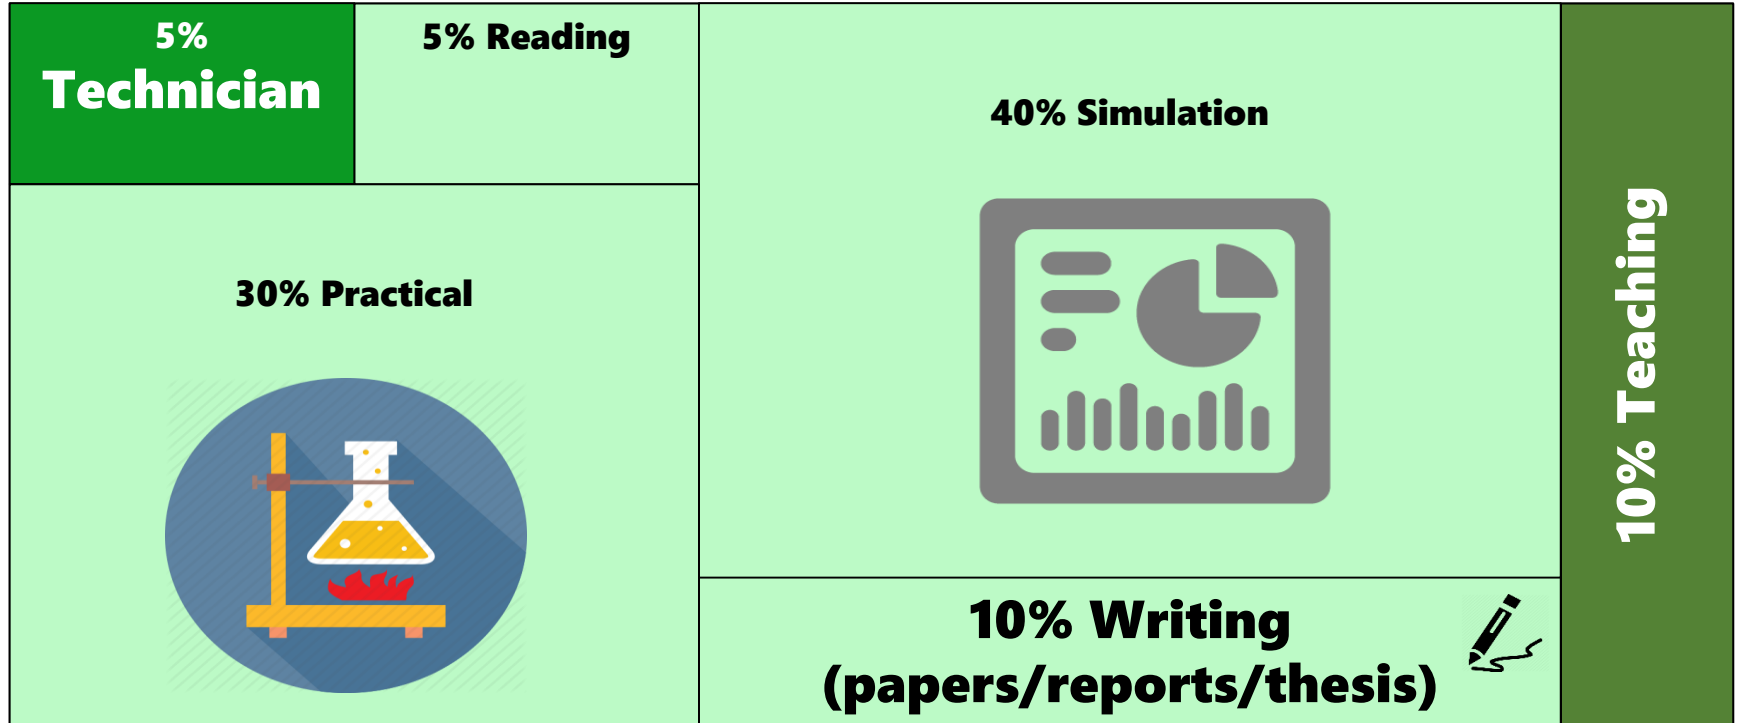 5%
Technician
5% Reading
40% Simulation
30% Practical
10% Writing
(papers/reports/thesis)
10% Teaching